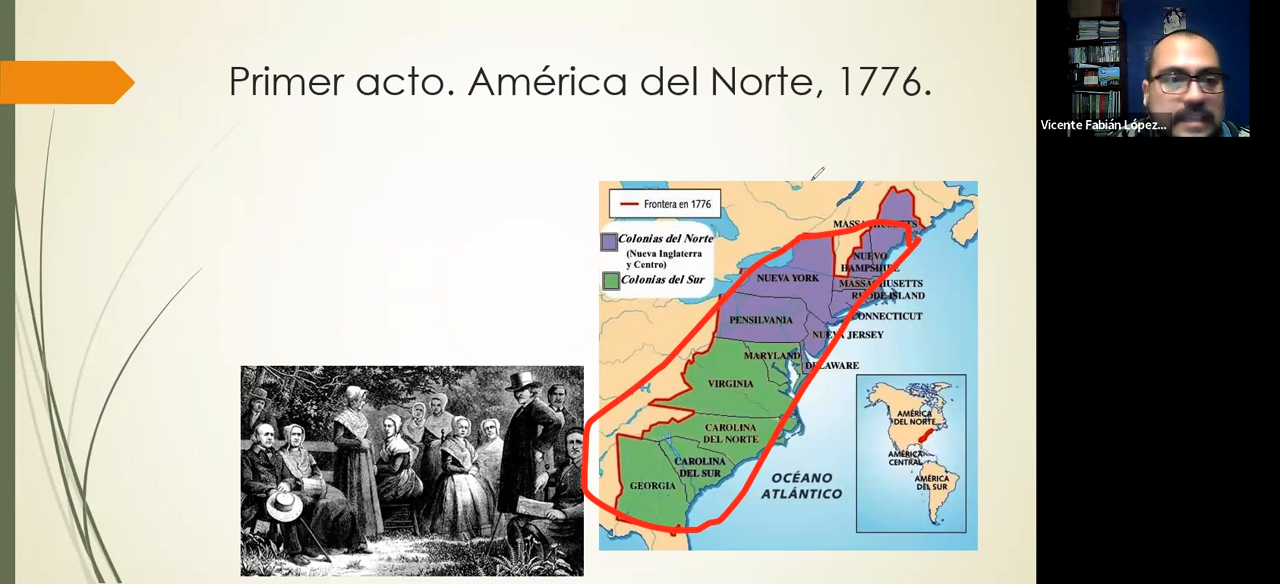 Primer acto. América del Norte, 1776.
Vicente Fabián López...
Frontera en 1776
Colonias del Norte
(Nueva Inglaterra
y Centro)
Colonias del Sur
MASSACHUSETTS
NUEVO
HAMPSHIRE
NUEVA YORK
MASSACHUSETTS
RHODE ISLAND
CONNECTICUT
PENSILVANIA
NUEVA JERSEY
MARYLAND
DELAWARE
VIRGINIA
CAROLINA
DEL NORTE
CAROLINA
DEL SUR
GEORGIA
OCÉANO
ATLÁNTICO
AMÉRICA
DEL NORTE
AMÉRICA
CENTRAL
AMÉRICA
DEL SUR